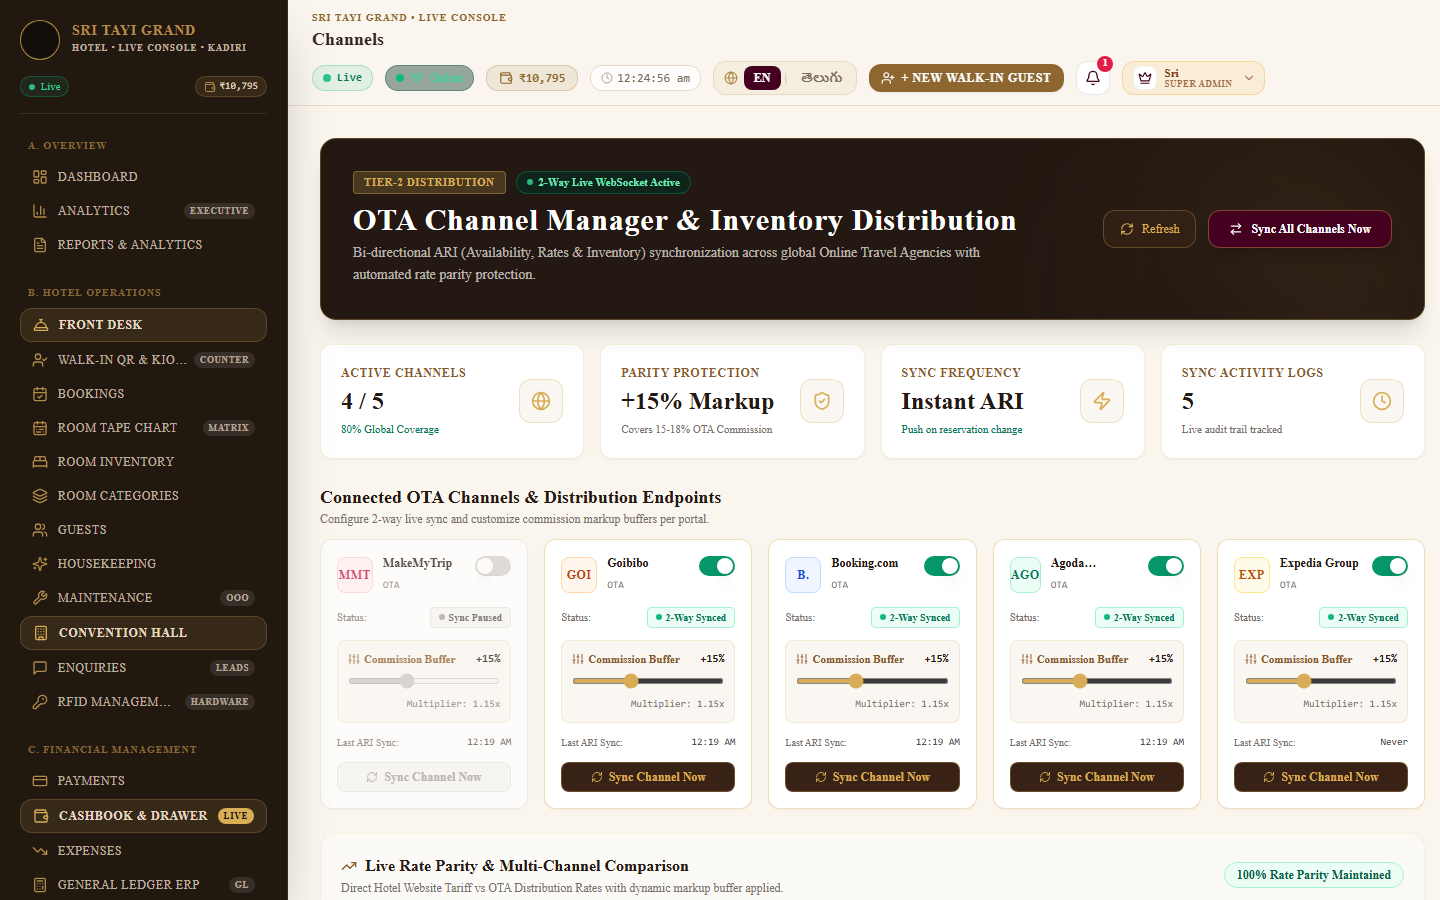 SRI TAYI GRAND
HOTEL • LIVE CONSOLE • KADIRI
Live
₹10,795
A. OVERVIEW
DASHBOARD
ANALYTICS
EXECUTIVE
REPORTS & ANALYTICS
B. HOTEL OPERATIONS
FRONT DESK
WALK-IN QR & KIO...
COUNTER
BOOKINGS
ROOM TAPE CHART
MATRIX
ROOM INVENTORY
ROOM CATEGORIES
GUESTS
HOUSEKEEPING
MAINTENANCE
OOO
CONVENTION HALL
ENQUIRIES
LEADS
RFID MANAGEM...
HARDWARE
C. FINANCIAL MANAGEMENT
PAYMENTS
CASHBOOK & DRAWER
LIVE
EXPENSES
GENERAL LEDGER ERP
GL
SRI TAYI GRAND • LIVE CONSOLE
Channels
Live
₹10,795
12:24:56 am
EN
తెలుగు
+ NEW WALK-IN GUEST
1
Sri
SUPER ADMIN
TIER-2 DISTRIBUTION
2-Way Live WebSocket Active
OTA Channel Manager & Inventory Distribution
Bi-directional ARI (Availability, Rates & Inventory) synchronization across global Online Travel Agencies with
automated rate parity protection.
Refresh
Sync All Channels Now
ACTIVE CHANNELS
4 / 5
80% Global Coverage
PARITY PROTECTION
+15% Markup
Covers 15-18% OTA Commission
SYNC FREQUENCY
Instant ARI
Push on reservation change
SYNC ACTIVITY LOGS
5
Live audit trail tracked
Connected OTA Channels & Distribution Endpoints
Configure 2-way live sync and customize commission markup buffers per portal.
MMT
MakeMyTrip
OTA
Status:
Sync Paused
Commission Buffer
+15%
Multiplier: 1.15x
Last ARI Sync:
12:19 AM
Sync Channel Now
GOI
Goibibo
OTA
Status:
2-Way Synced
Commission Buffer
+15%
Multiplier: 1.15x
Last ARI Sync:
12:19 AM
Sync Channel Now
B.
Booking.com
OTA
Status:
2-Way Synced
Commission Buffer
+15%
Multiplier: 1.15x
Last ARI Sync:
12:19 AM
Sync Channel Now
AGO
Agoda...
OTA
Status:
2-Way Synced
Commission Buffer
+15%
Multiplier: 1.15x
Last ARI Sync:
12:19 AM
Sync Channel Now
EXP
Expedia Group
OTA
Status:
2-Way Synced
Commission Buffer
+15%
Multiplier: 1.15x
Last ARI Sync:
Never
Sync Channel Now
Live Rate Parity & Multi-Channel Comparison
Direct Hotel Website Tariff vs OTA Distribution Rates with dynamic markup buffer applied.
100% Rate Parity Maintained